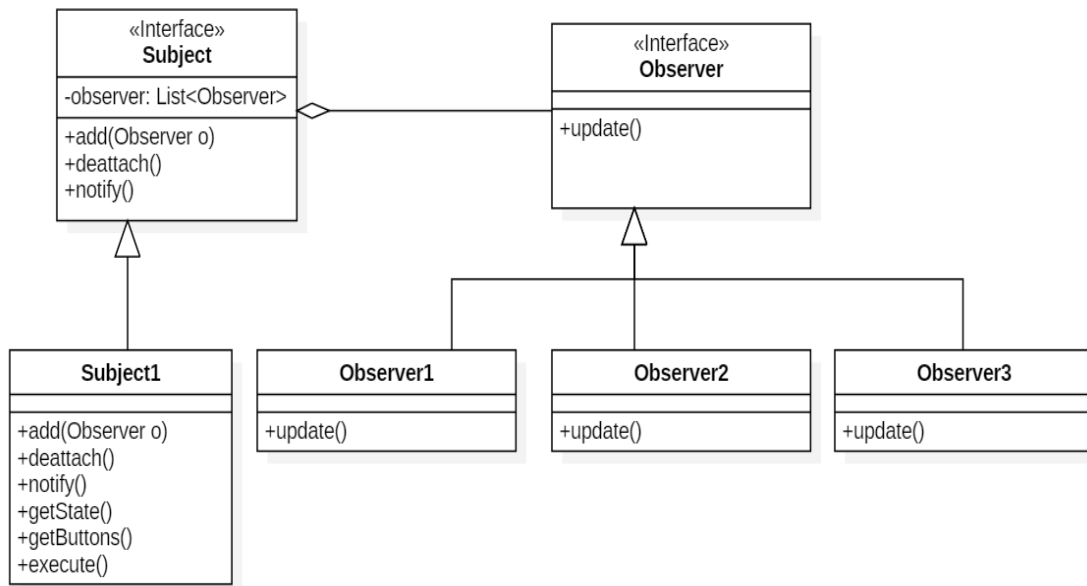 «Interface»
Subject
-observer: List<Observer>
+add(Observer o)
+deattach()
+notify()
«Interface»
Observer
+update()
Subject1
+add(Observer o)
+deattach()
+notify()
+getState()
+getButtons()
+execute()
Observer1
+update()
Observer2
+update()
Observer3
+update()